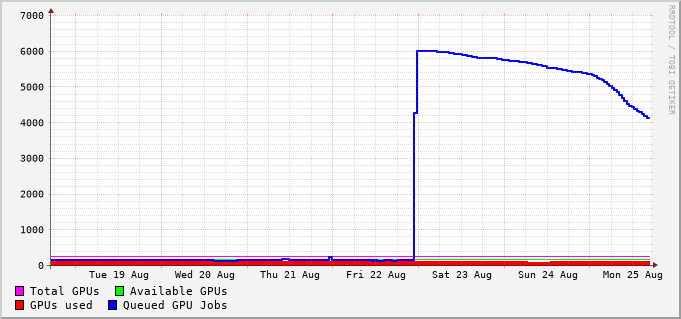 7000
6000
5000
4000
3000
2000
1000
0
Tue 19 Aug Wed 20 Aug Thu 21 Aug Fri 22 Aug Sat 23 Aug Sun 24 Aug Mon 25 Aug
Total GPUs Available GPUs
GPUs used Queued GPU Jobs
RRDTOOL / TOBI OETIKER